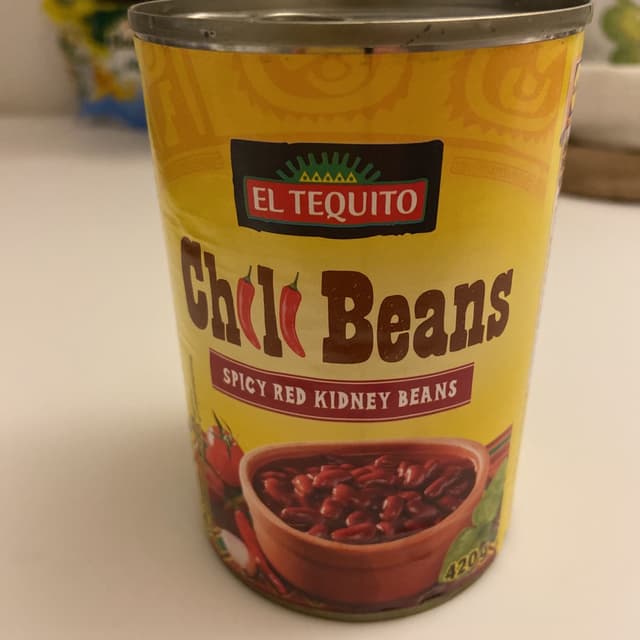 EL TEQUITO
Chili Beans
SPICY RED KIDNEY BEANS
420g